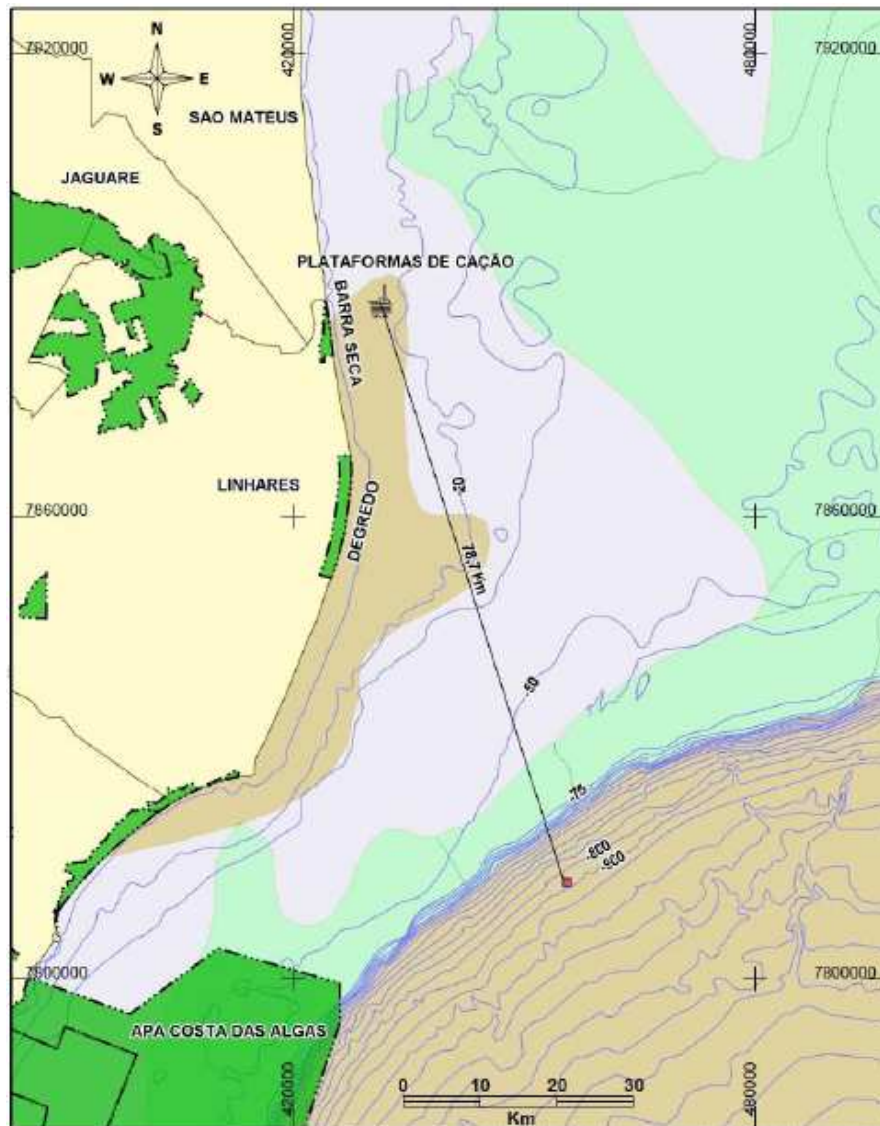 7920000
420000
480000
7920000
N
W E
S
SAO MATEUS
JAGUARE
PLATAFORMAS DE CAÇÃO
BARRA SECA
-20
LINHARES
7860000
7860000
DEGREDO
78,7 Km
-50
-75
-800
-900
7800000
7800000
APA COSTA DAS ALGAS
420000
480000
0 10 20 30
Km